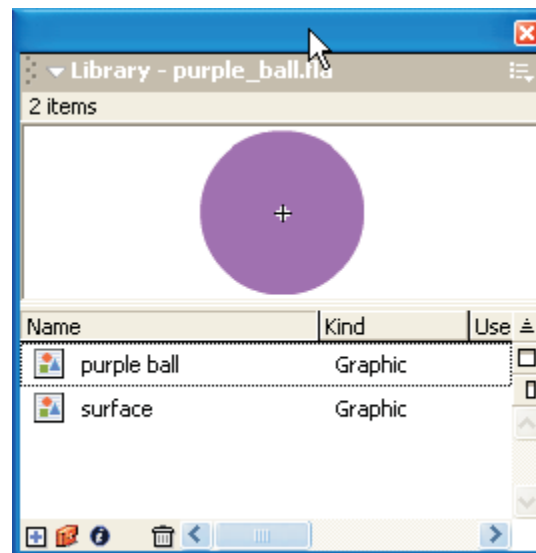 Library - purple_ball.fla
2 items
Name Kind Use
purple ball Graphic
surface Graphic